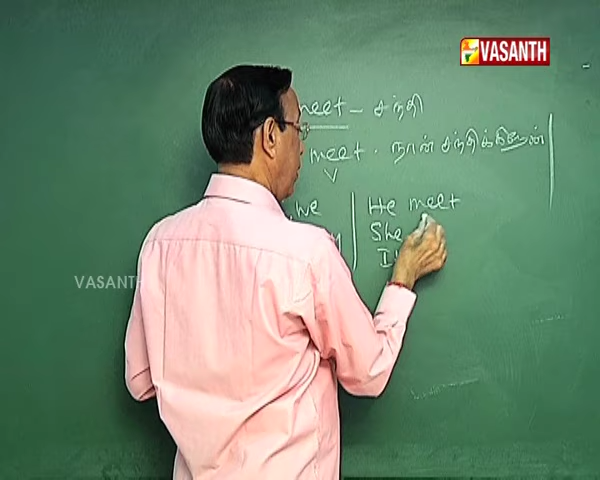 VASANTH
meet - சந்தி
meet. நான் சந்திக்கிறேன்
V
we | He meet
She
VASANTH